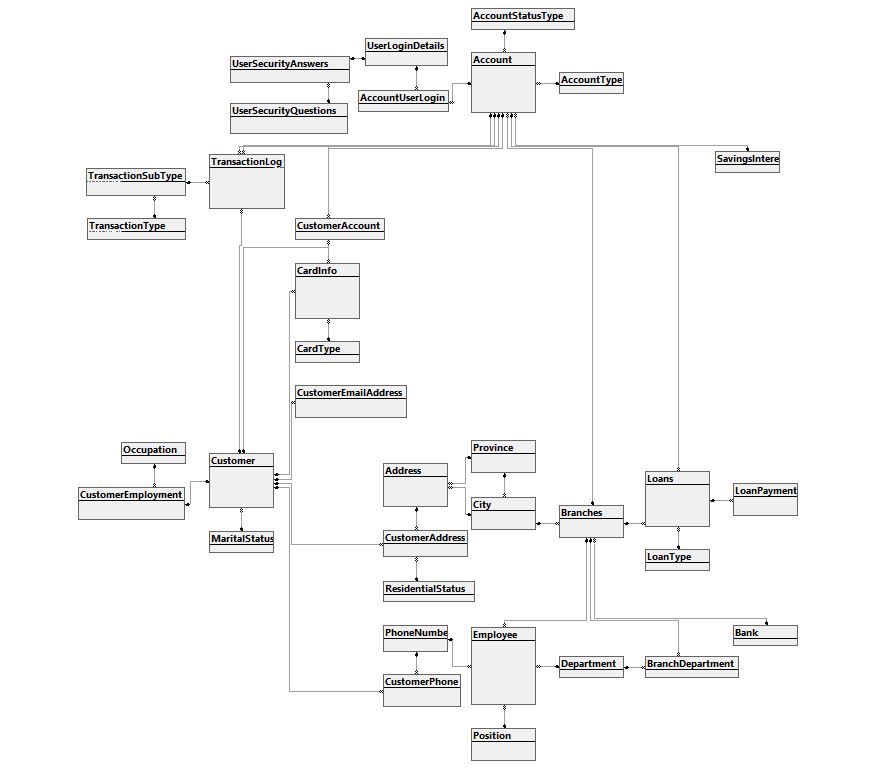 AccountStatusType
UserLoginDetails
Account
UserSecurityAnswers
AccountType
AccountUserLogin
UserSecurityQuestions
TransactionLog
SavingsIntere
TransactionSubType
TransactionType
CustomerAccount
CardInfo
CardType
CustomerEmailAddress
Occupation
Province
Customer
Address
Loans
CustomerEmployment
LoanPayment
City
Branches
MaritalStatus
CustomerAddress
LoanType
ResidentialStatus
PhoneNumbe
Employee
Bank
Department
BranchDepartment
CustomerPhone
Position